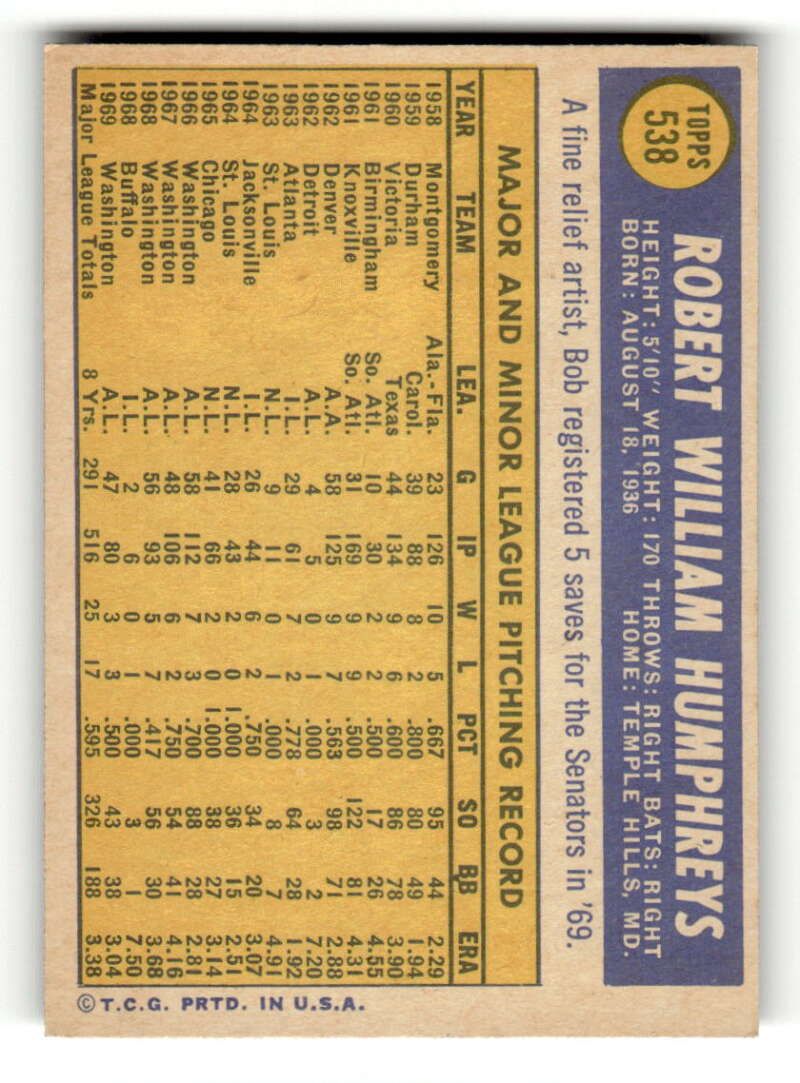 TOPPS
538
ROBERT WILLIAM HUMPHREYS
HEIGHT: 5'10" WEIGHT: 170 THROWS: RIGHT BATS: RIGHT
BORN: AUGUST 18, 1936 HOME: TEMPLE HILLS, MD.
A fine relief artist, Bob registered 5 saves for the Senators in '69.
MAJOR AND MINOR LEAGUE PITCHING RECORD
YEAR TEAM LEA. G IP W L PCT SO BB ERA
1958 Montgomery Ala.-Fla. 23 126 10 5 .667 95 44 2.29
1959 Durham Carol. 39 88 8 2 .800 80 49 1.94
1960 Victoria Texas 44 134 9 6 .600 86 78 3.90
1961 Birmingham So. Atl. 10 30 2 2 .500 17 26 4.55
1961 Knoxville So. Atl. 31 169 9 9 .500 122 81 4.31
1962 Denver A.A. 58 125 9 7 .563 98 71 2.88
1962 Detroit A.L. 4 5 0 1 .000 3 2 7.20
1963 Atlanta I.L. 29 61 7 2 .778 64 28 1.92
1963 St. Louis N.L. 9 11 0 1 .000 8 7 4.91
1964 Jacksonville I.L. 26 44 6 2 .750 34 20 3.07
1964 St. Louis N.L. 28 43 2 0 1.000 36 15 2.51
1965 Chicago N.L. 41 66 2 0 1.000 38 27 3.14
1966 Washington A.L. 58 112 7 3 .700 88 28 2.81
1967 Washington A.L. 48 106 6 2 .750 54 41 4.16
1968 Washington A.L. 56 93 5 7 .417 56 30 3.68
1968 Buffalo I.L. 2 6 0 1 .000 3 1 7.50
1969 Washington A.L. 47 80 3 3 .500 43 38 3.04
Major League Totals 8 Yrs. 291 516 25 17 .595 326 188 3.38
© T.C.G. PRTD. IN U.S.A.